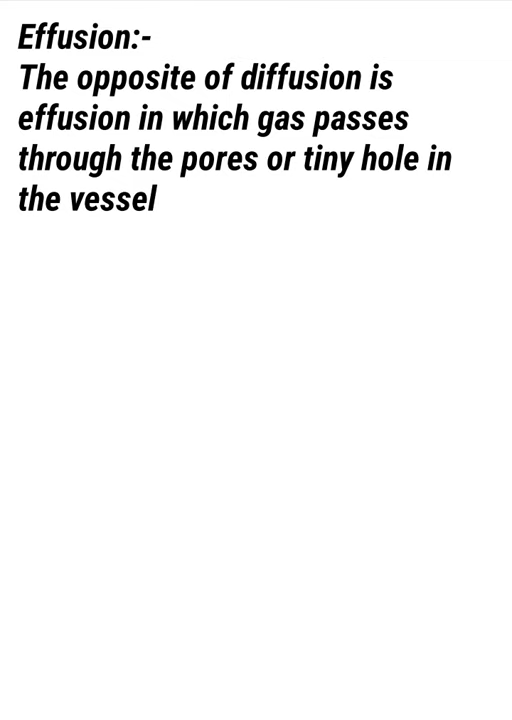 Effusion:-
The opposite of diffusion is
effusion in which gas passes
through the pores or tiny hole in
the vessel